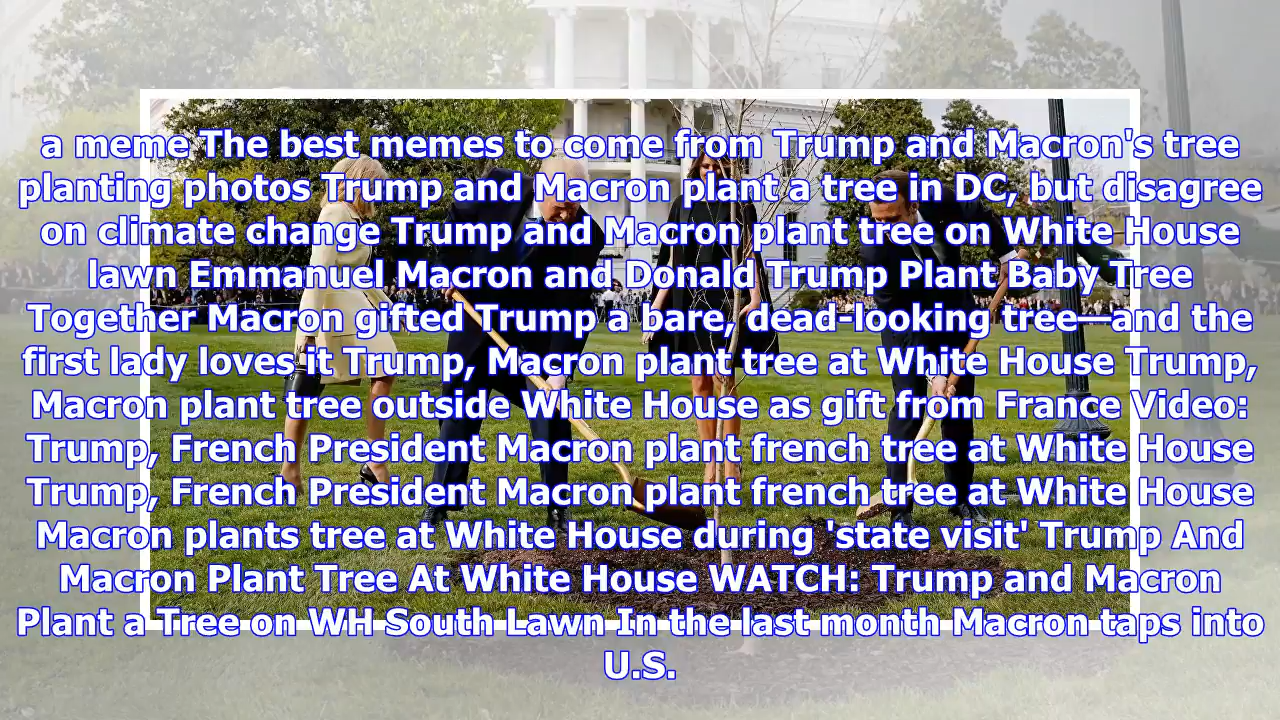 a meme The best memes to come from Trump and Macron's tree
planting photos Trump and Macron plant a tree in DC, but disagree
on climate change Trump and Macron plant tree on White House
lawn Emmanuel Macron and Donald Trump Plant Baby Tree
Together Macron gifted Trump a bare, dead-looking tree—and the
first lady loves it Trump, Macron plant tree at White House Trump,
Macron plant tree outside White House as gift from France Video:
Trump, French President Macron plant french tree at White House
Trump, French President Macron plant french tree at White House
Macron plants tree at White House during 'state visit' Trump And
Macron Plant Tree At White House WATCH: Trump and Macron
Plant a Tree on WH South Lawn In the last month Macron taps into
U.S.